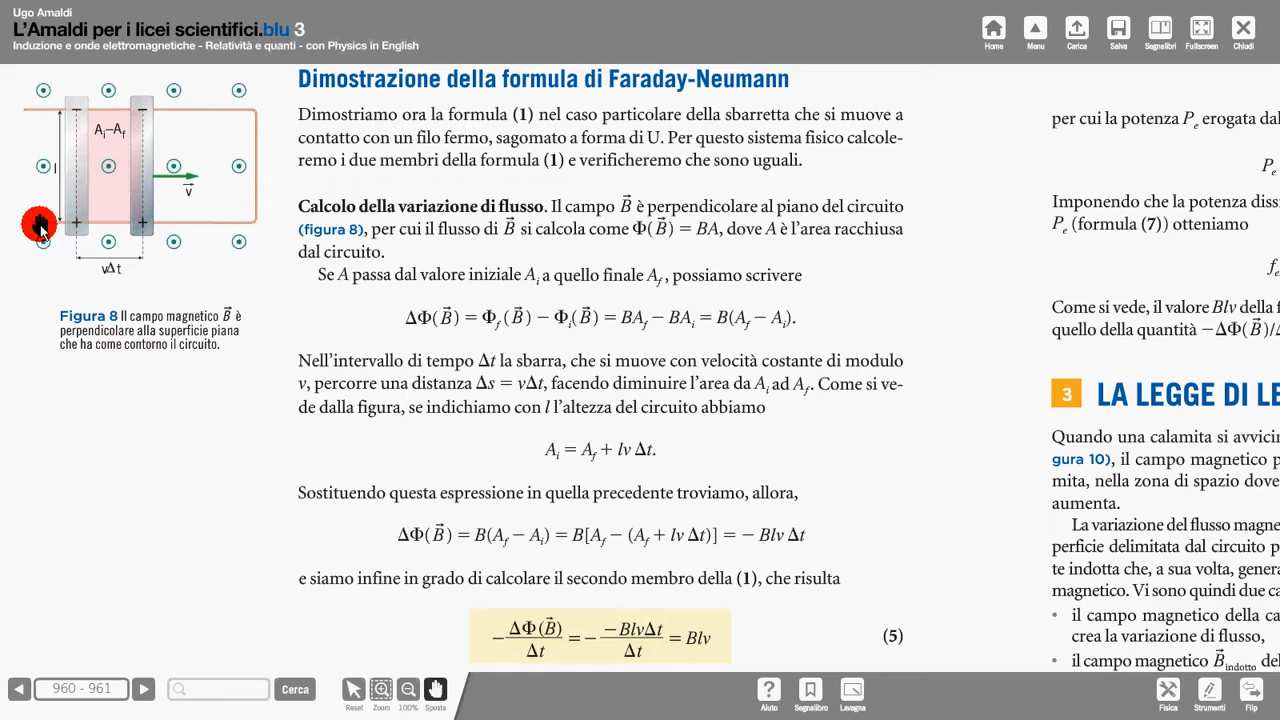 Ugo Amaldi
L'Amaldi per i licei scientifici.blu 3
Induzione e onde elettromagnetiche - Relatività e quanti - con Physics in English
Home
Menu
Carica
Salva
Segnalibri
Fullscreen
Chiudi
Ai–Af
l
v⃗
vΔt
Figura 8 Il campo magnetico B⃗ è
perpendicolare alla superficie piana
che ha come contorno il circuito.
Dimostrazione della formula di Faraday-Neumann
Dimostriamo ora la formula (1) nel caso particolare della sbarretta che si muove a
contatto con un filo fermo, sagomato a forma di U. Per questo sistema fisico calcole-
remo i due membri della formula (1) e verificheremo che sono uguali.
Calcolo della variazione di flusso. Il campo B⃗ è perpendicolare al piano del circuito
(figura 8), per cui il flusso di B⃗ si calcola come Φ(B⃗) = BA, dove A è l'area racchiusa
dal circuito.
Se A passa dal valore iniziale Ai a quello finale Af, possiamo scrivere
ΔΦ(B⃗) = Φf(B⃗) − Φi(B⃗) = BAf − BAi = B(Af − Ai).
Nell'intervallo di tempo Δt la sbarra, che si muove con velocità costante di modulo
v, percorre una distanza Δs = vΔt, facendo diminuire l'area da Ai ad Af. Come si ve-
de dalla figura, se indichiamo con l l'altezza del circuito abbiamo
Ai = Af + lv Δt.
Sostituendo questa espressione in quella precedente troviamo, allora,
ΔΦ(B⃗) = B(Af − Ai) = B[Af − (Af + lv Δt)] = − Blv Δt
e siamo infine in grado di calcolare il secondo membro della (1), che risulta
− ΔΦ(B⃗)/Δt = − −BlvΔt/Δt = Blv (5)
per cui la potenza Pe erogata dal
Pe
Imponendo che la potenza diss
Pe (formula (7)) otteniamo
fe
Come si vede, il valore Blv della f
quello della quantità −ΔΦ(B⃗)/Δ
3 LA LEGGE DI LE
Quando una calamita si avvicin
gura 10), il campo magnetico p
mita, nella zona di spazio dove
aumenta.
La variazione del flusso magne
perficie delimitata dal circuito p
te indotta che, a sua volta, genera
magnetico. Vi sono quindi due ca
• il campo magnetico della ca
crea la variazione di flusso,
• il campo magnetico B⃗indotto del
960 - 961
Cerca
Reset
Zoom
100%
Sposta
Aiuto
Segnalibro
Lavagna
Fisica
Strumenti
Flip